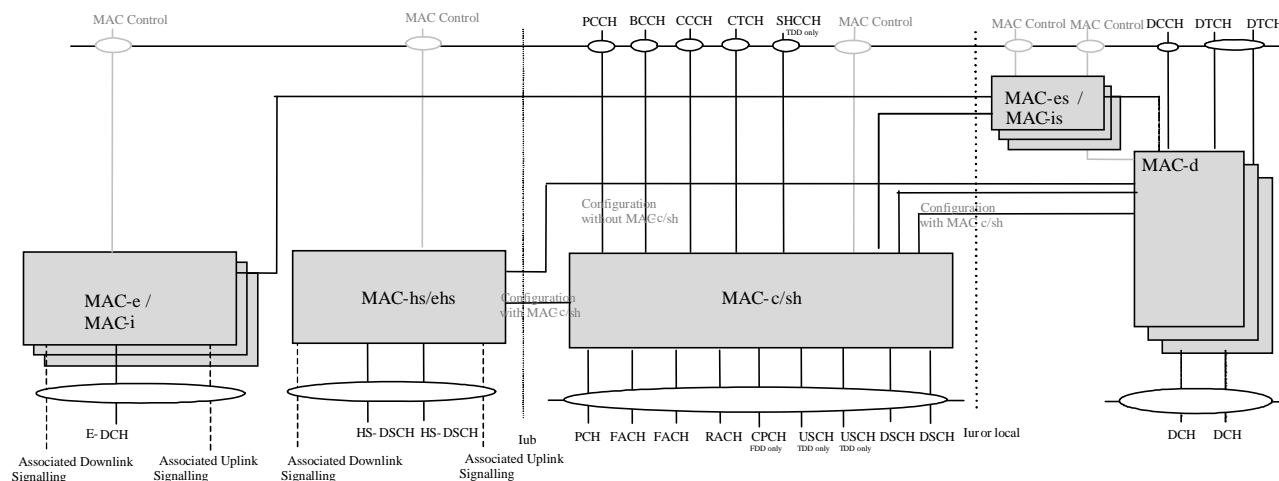 MAC Control
MAC Control
PCCH BCCH CCCH CTCH SHCCH
TDD only
MAC Control
MAC Control
MAC Control
DCCH DTCH DTCH
MAC-es /
MAC-is
MAC-d
Configuration
without MAC-c/sh
Configuration
with MAC c/sh
MAC-e /
MAC-i
MAC-hs/ehs
Configuration
with MAC-c/sh
MAC-c/sh
E-DCH
HS-DSCH HS-DSCH
Associated Downlink
Signalling
Associated Uplink
Signalling
Associated Downlink
Signalling
Associated Uplink
Signalling
Iub
PCH FACH FACH RACH CPCH USCH USCH DSCH DSCH
FDD only TDD only TDD only
Iur or local
DCH DCH